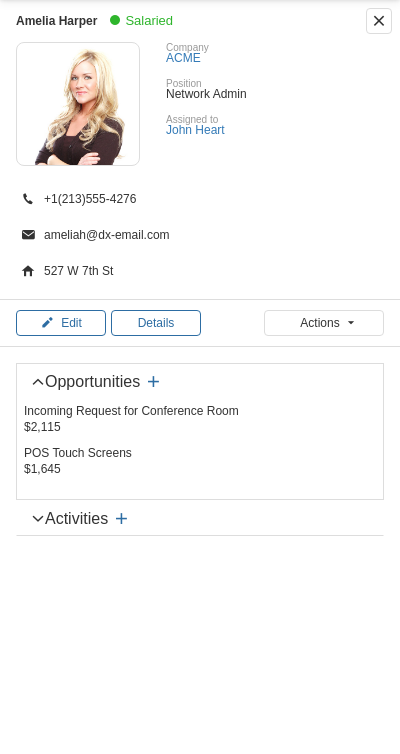 Amelia Harper Salaried
Company
ACME
Position
Network Admin
Assigned to
John Heart
+1(213)555-4276
ameliah@dx-email.com
527 W 7th St
Edit Details Actions
Opportunities
Incoming Request for Conference Room
$2,115
POS Touch Screens
$1,645
Activities